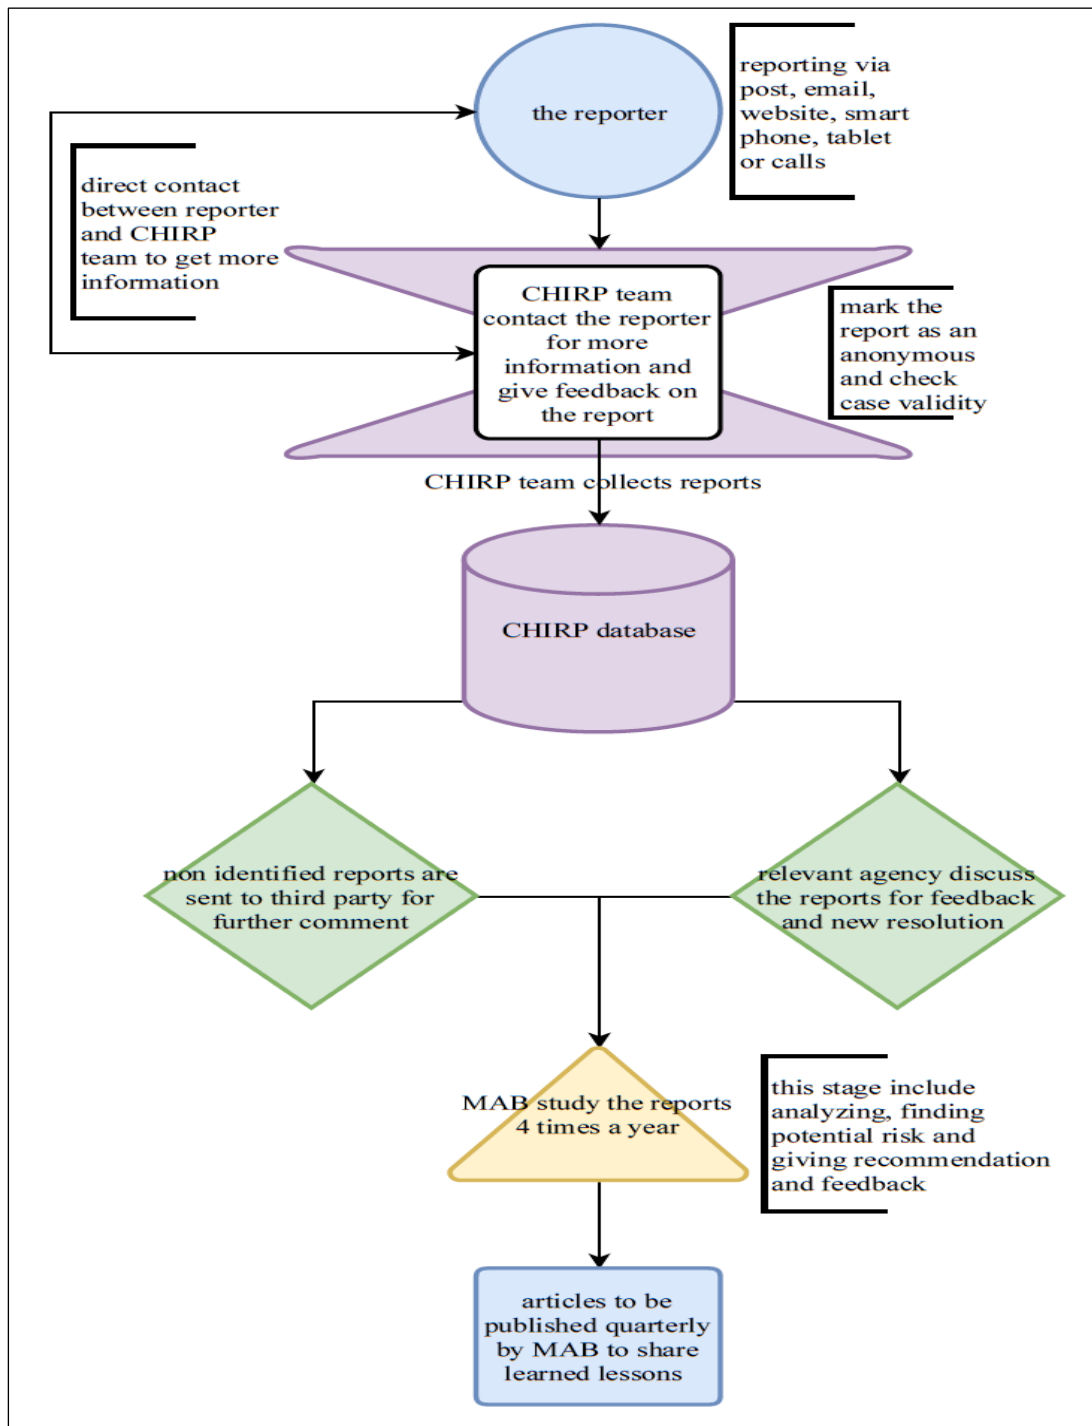 the reporter
reporting via
post, email,
website, smart
phone, tablet
or calls
direct contact
between reporter
and CHIRP
team to get more
information
CHIRP team
contact the reporter
for more
information and
give feedback on
the report
mark the
report as an
anonymous
and check
case validity
CHIRP team collects reports
CHIRP database
non identified reports are
sent to third party for
further comment
relevant agency discuss
the reports for feedback
and new resolution
MAB study the reports
4 times a year
this stage include
analyzing, finding
potential risk and
giving recommendation
and feedback
articles to be
published quarterly
by MAB to share
learned lessons